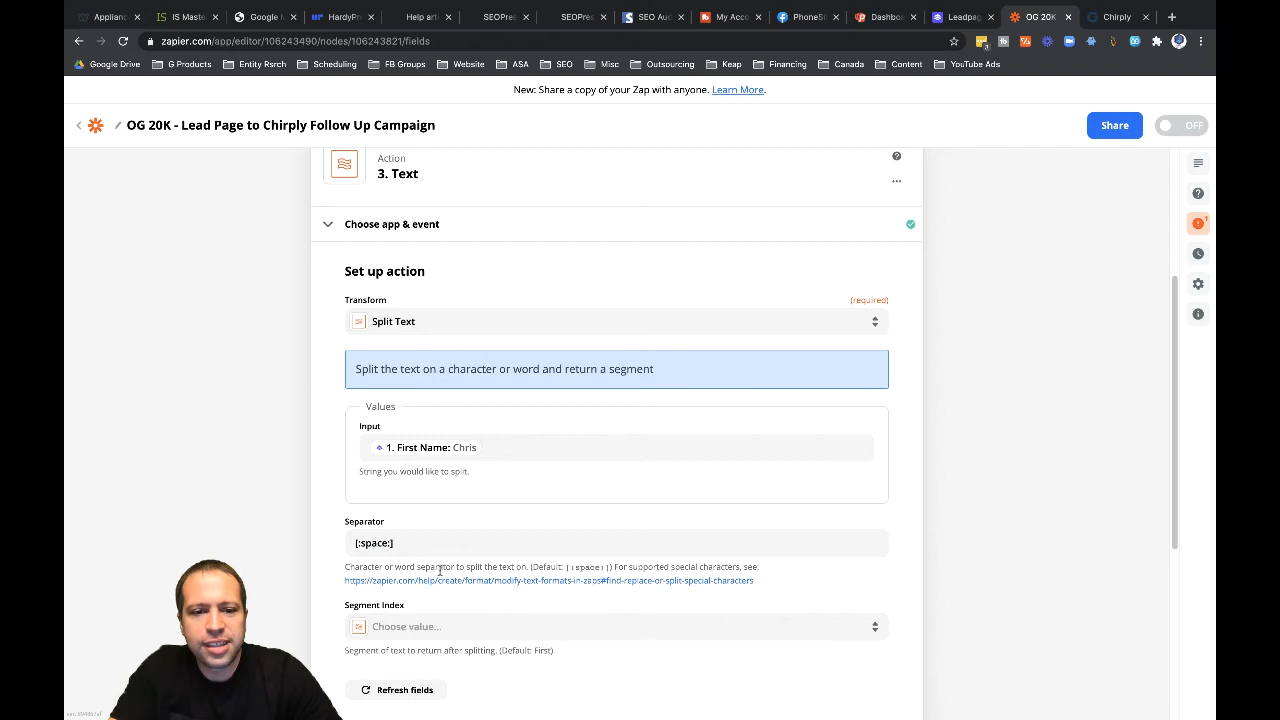 Applianc
IS Master
Google M
HardyPr
Help arti
SEOPres
SEOPres
SEO Au
My Acco
PhoneSi
Dashboa
Leadpag
OG 20K
Chirply
zapier.com/app/editor/106243490/nodes/106243821/fields
Google Drive
G Products
Entity Rsrch
Scheduling
FB Groups
Website
ASA
SEO
Misc
Outsourcing
Keap
Financing
Canada
Content
YouTube Ads
New: Share a copy of your Zap with anyone. Learn More.
OG 20K - Lead Page to Chirply Follow Up Campaign
Share
OFF
Action
3. Text
Choose app & event
Set up action
Transform
(required)
Split Text
Split the text on a character or word and return a segment
Values
Input
1. First Name: Chris
String you would like to split.
Separator
[:space:]
Character or word separator to split the text on. (Default: [:space:]) For supported special characters, see:
https://zapier.com/help/create/format/modify-text-formats-in-zaps#find-replace-or-split-special-characters
Segment Index
Choose value...
Segment of text to return after splitting. (Default: First)
Refresh fields